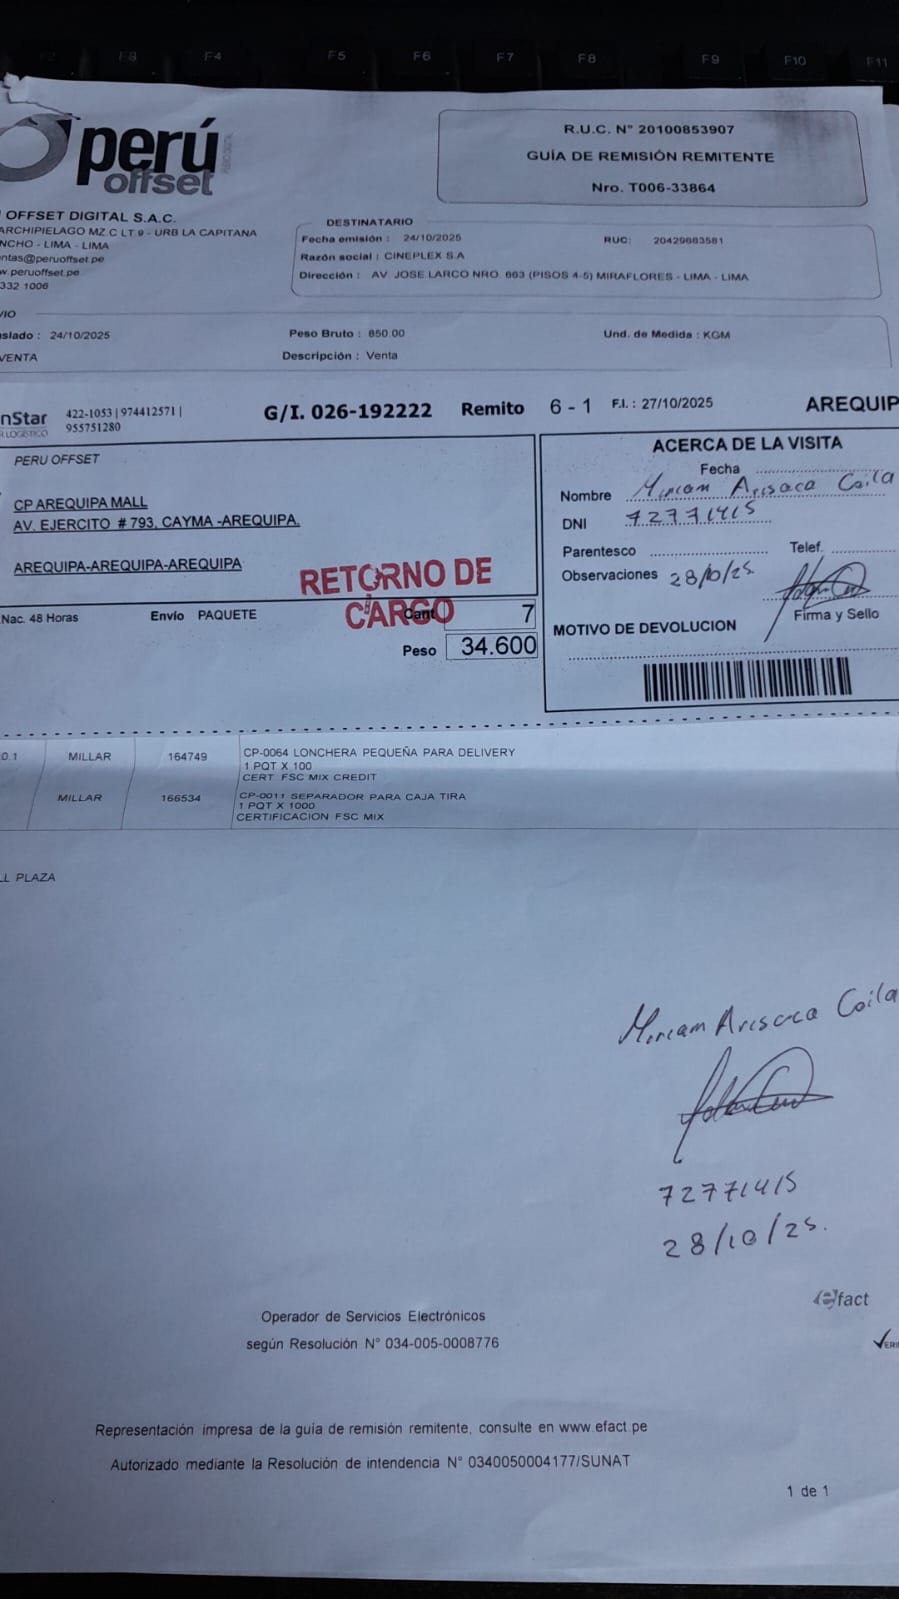 perú
offset
R.U.C. N° 20100853907
GUÍA DE REMISIÓN REMITENTE
Nro. T006-33864
OFFSET DIGITAL S.A.C.
ARCHIPIELAGO MZ.C LT.9 - URB LA CAPITANA
NCHO - LIMA - LIMA
ntas@peruoffset.pe
w.peruoffset.pe
332 1006
DESTINATARIO
Fecha emisión : 24/10/2025 RUC: 20429683581
Razón social : CINEPLEX S.A
Dirección : AV. JOSE LARCO NRO. 663 (PISOS 4-5) MIRAFLORES - LIMA - LIMA
VIO
aslado : 24/10/2025 Peso Bruto : 850.00 Und. de Medida : KGM
VENTA Descripción : Venta
nStar 422-1053 | 974412571 |
955751280
LOGÍSTICO
G/I. 026-192222 Remito 6 - 1 F.I. : 27/10/2025 AREQUIP
PERU OFFSET
CP AREQUIPA MALL
AV. EJERCITO # 793, CAYMA -AREQUIPA.
AREQUIPA-AREQUIPA-AREQUIPA
RETORNO DE
CARGO
Nac. 48 Horas Envío PAQUETE Cant 7
Peso 34.600
ACERCA DE LA VISITA
Fecha
Nombre Miriam Arisaca Coila
DNI 72771415
Parentesco Telef.
Observaciones 28/10/25.
Firma y Sello
MOTIVO DE DEVOLUCION
0.1 MILLAR 164749 CP-0064 LONCHERA PEQUEÑA PARA DELIVERY
1 PQT X 100
CERT. FSC MIX CREDIT
MILLAR 166534 CP-0011 SEPARADOR PARA CAJA TIRA
1 PQT X 1000
CERTIFICACION FSC MIX
LL PLAZA
Miriam Arisaca Coila
72771415
28/10/25.
efact
Operador de Servicios Electrónicos
según Resolución N° 034-005-0008776
VERI
Representación impresa de la guía de remisión remitente, consulte en www.efact.pe
Autorizado mediante la Resolución de intendencia N° 0340050004177/SUNAT
1 de 1
F4
F5
F6
F7
F8
F9
F10
F11